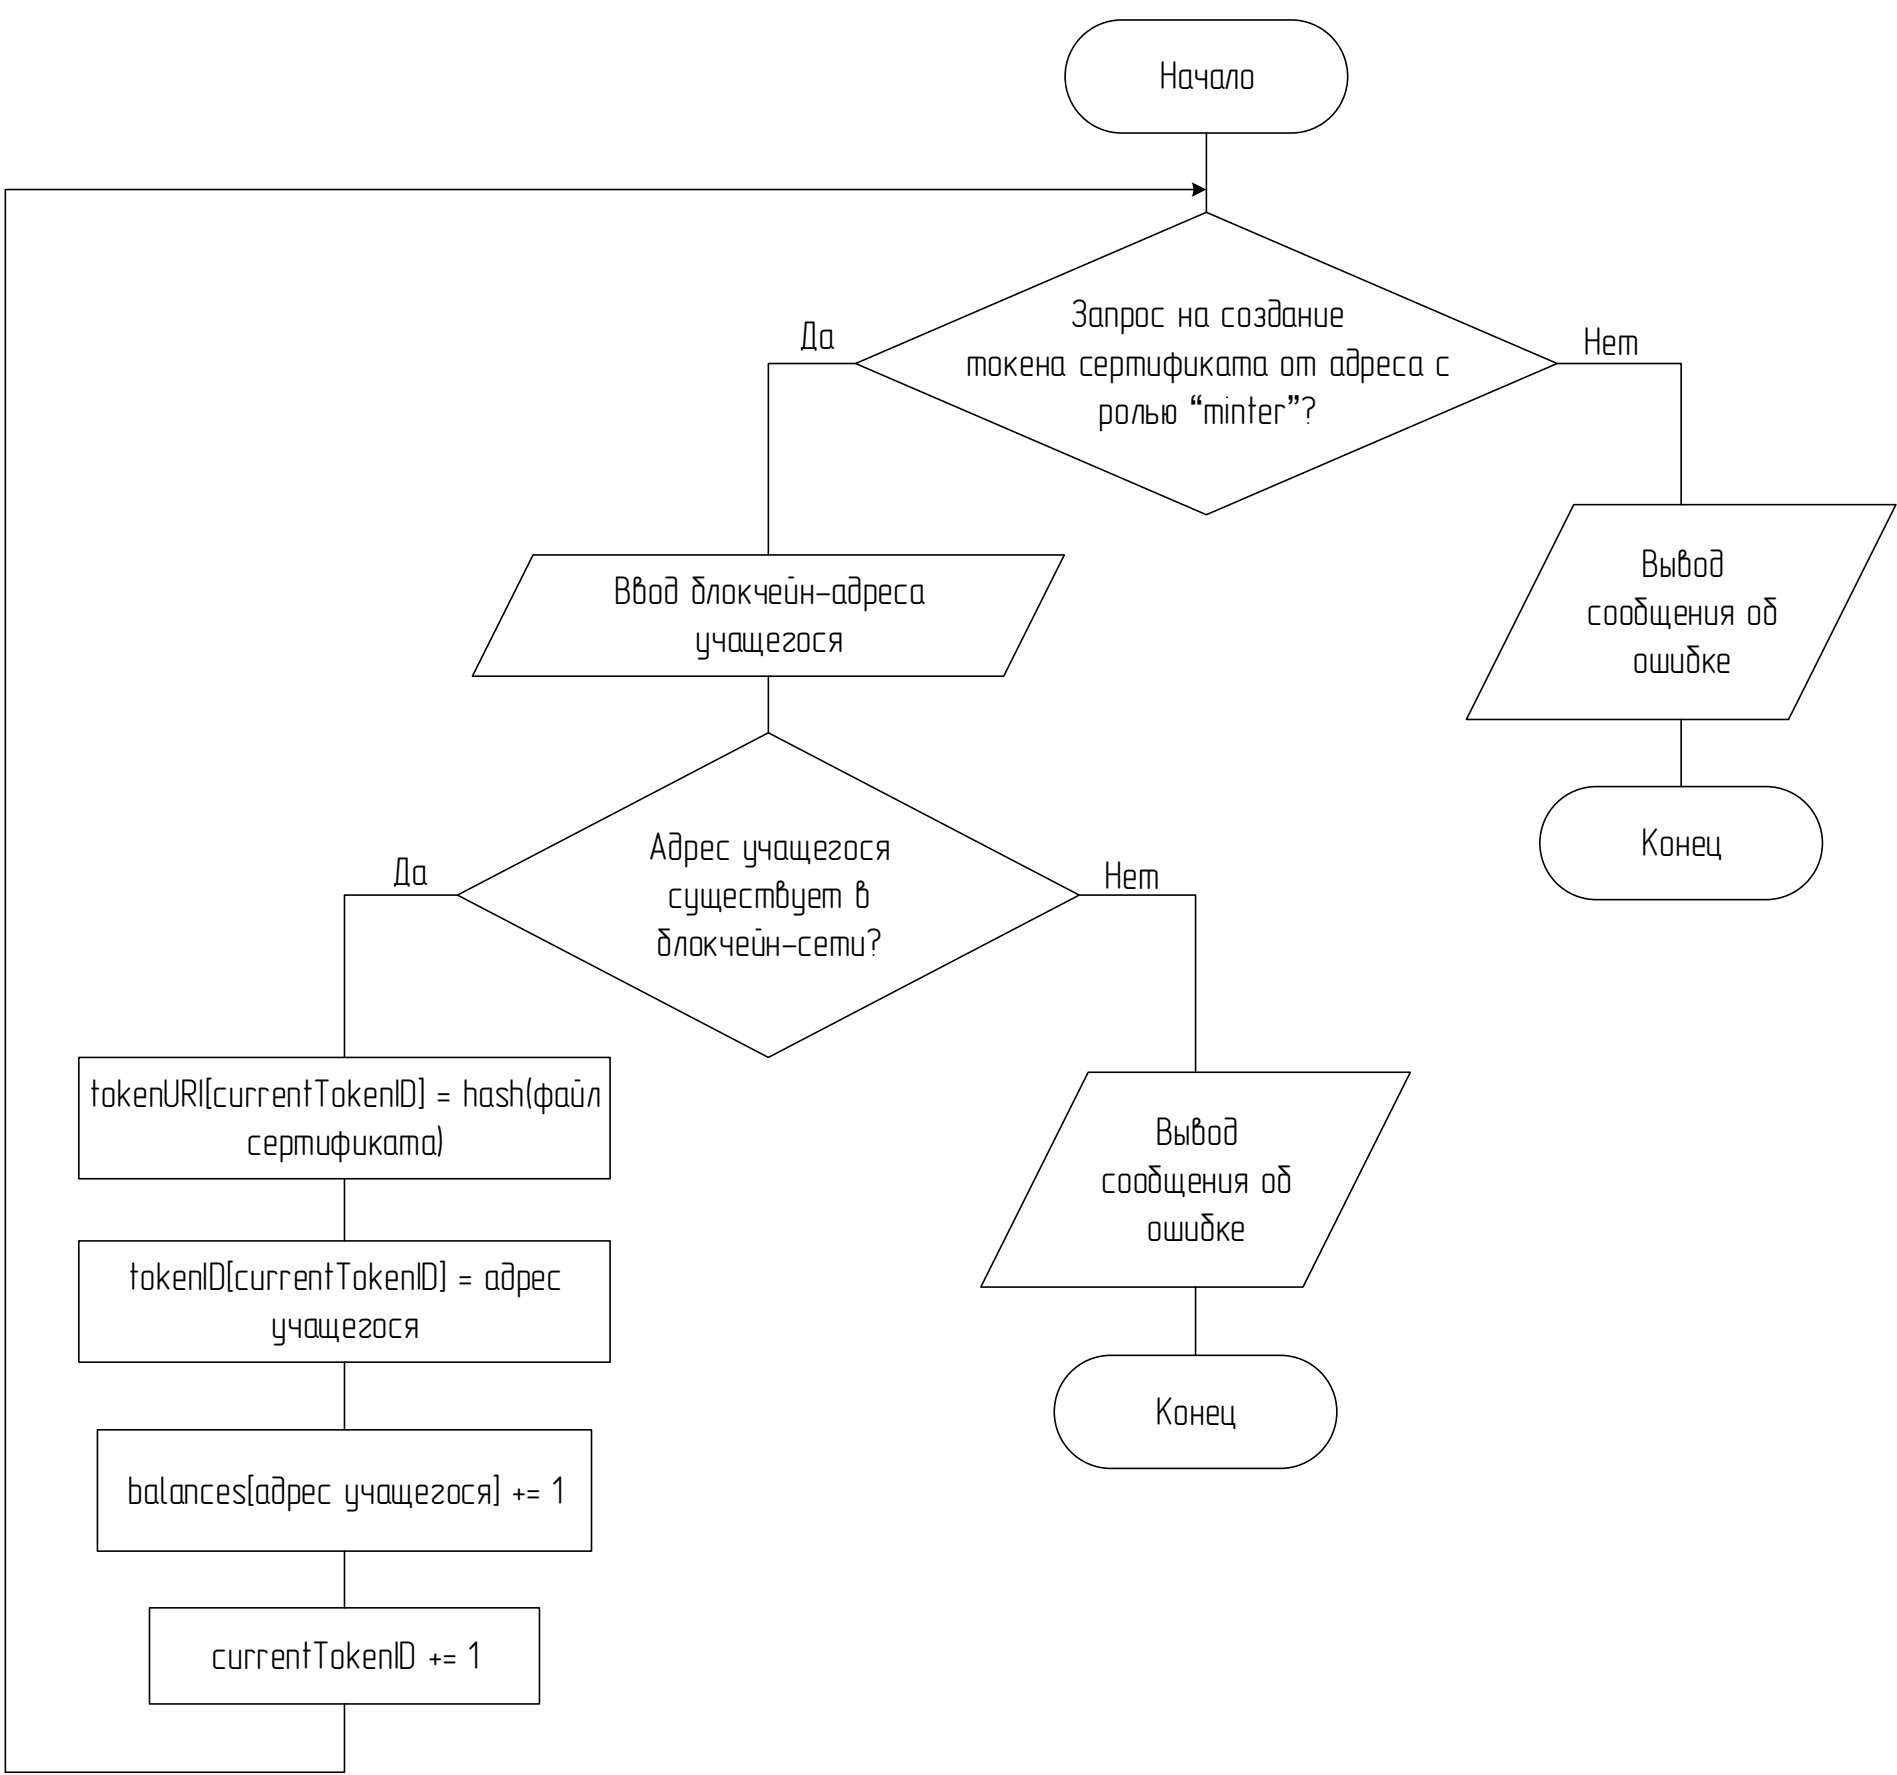 Начало
Запрос на создание
токена сертификата от адреса с
ролью “minter”?
Да
Нет
Ввод блокчейн-адреса
учащегося
Вывод
сообщения об
ошибке
Конец
Адрес учащегося
существует в
блокчейн-сети?
Да
Нет
tokenURI[currentTokenID] = hash(файл
сертификата)
Вывод
сообщения об
ошибке
tokenID[currentTokenID] = адрес
учащегося
Конец
balances[адрес учащегося] += 1
currentTokenID += 1